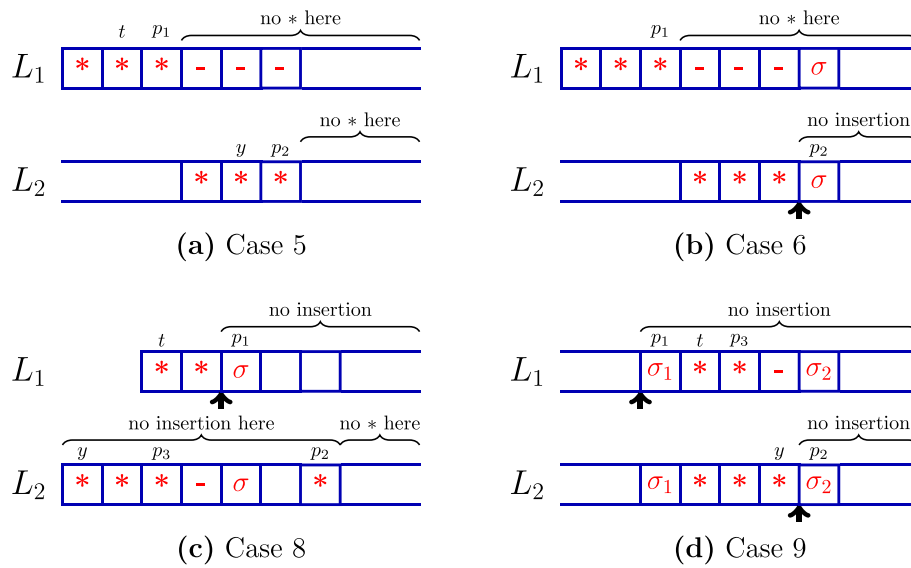 no ∗ here
t p₁
L₁ * * * - - -
no ∗ here
y p₂
L₂ * * *
(a) Case 5
no ∗ here
p₁
L₁ * * * - - - σ
no insertion
p₂
L₂ * * * σ
(b) Case 6
no insertion
t p₁
L₁ * * σ
no insertion here no ∗ here
y p₃ p₂
L₂ * * * - σ *
(c) Case 8
no insertion
p₁ t p₃
L₁ σ₁ * * - σ₂
no insertion
y p₂
L₂ σ₁ * * * σ₂
(d) Case 9